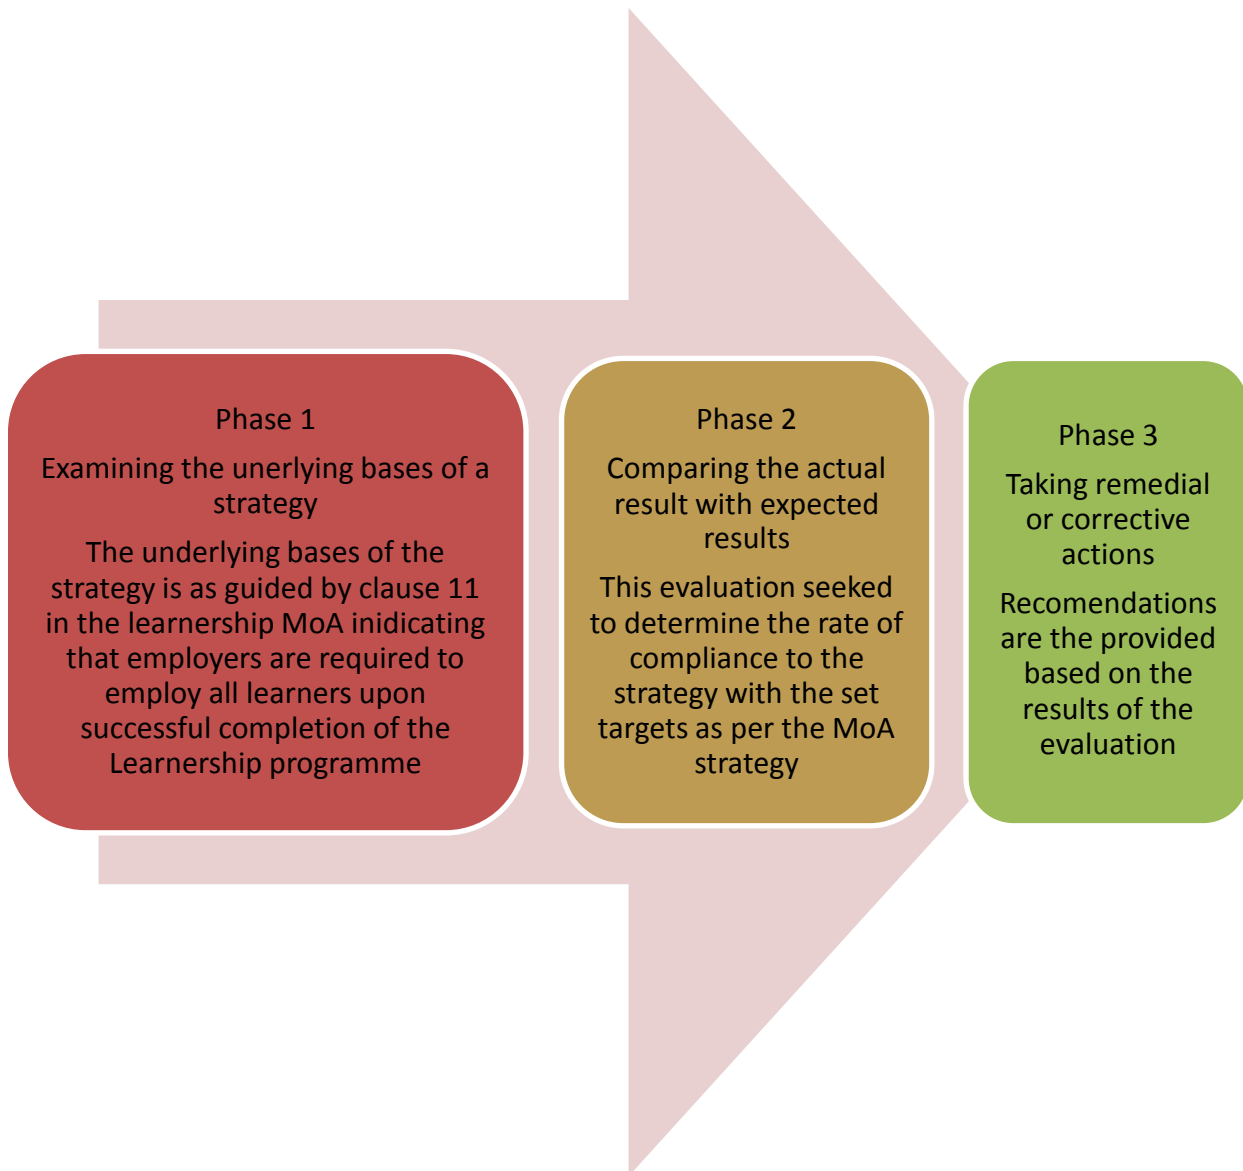 Phase 1
Examining the unerlying bases of a
strategy
The underlying bases of the
strategy is as guided by clause 11
in the learnership MoA inidicating
that employers are required to
employ all learners upon
successful completion of the
Learnership programme
Phase 2
Comparing the actual
result with expected
results
This evaluation seeked
to determine the rate of
compliance to the
strategy with the set
targets as per the MoA
strategy
Phase 3
Taking remedial
or corrective
actions
Recomendations
are the provided
based on the
results of the
evaluation